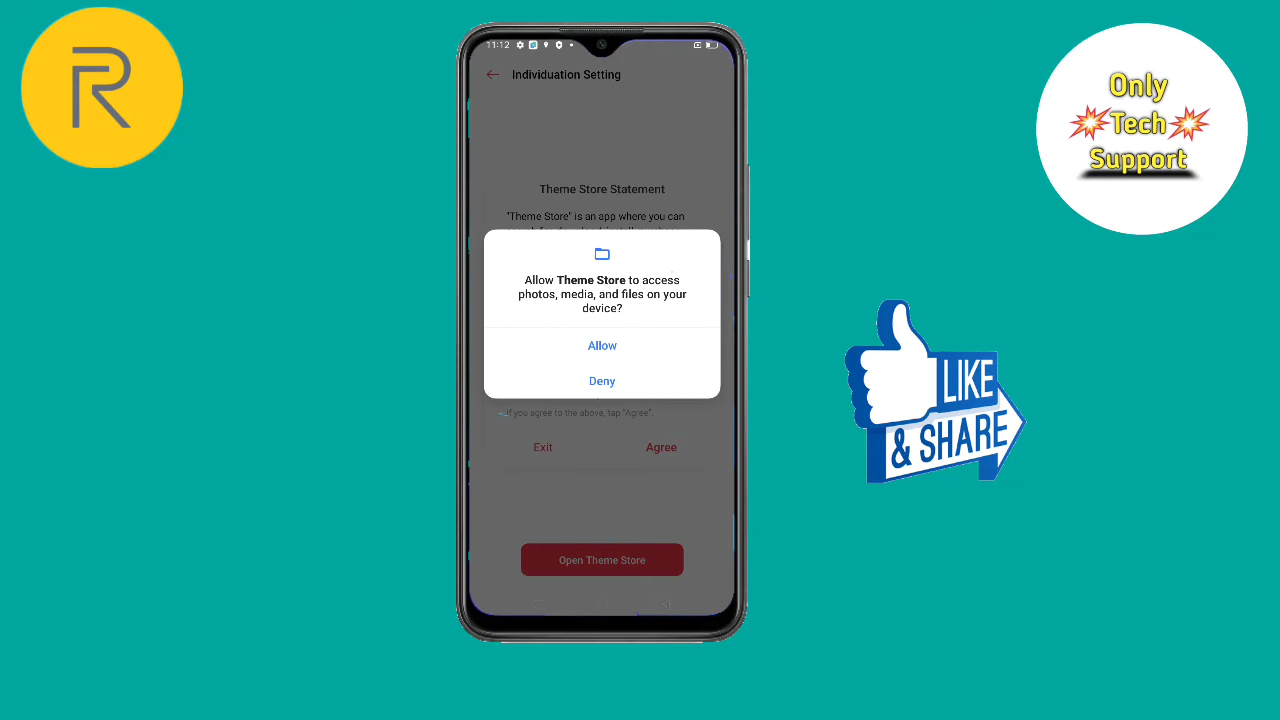 R
Only
Tech
Support
11:12
Individuation Setting
Theme Store Statement
"Theme Store" is an app where you can
Allow Theme Store to access
photos, media, and files on your
device?
Allow
Deny
If you agree to the above, tap "Agree".
Exit
Agree
Open Theme Store
LIKE
& SHARE